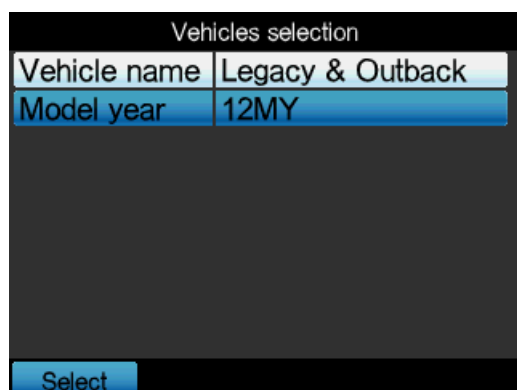 Vehicles selection
Vehicle name Legacy & Outback
Model year 12MY
Select